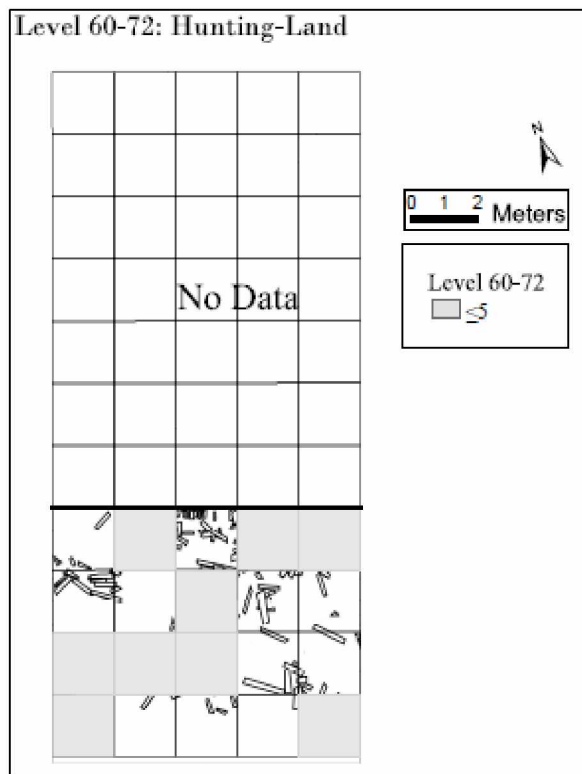 Level 60-72: Hunting-Land
N
0 1 2
Meters
Level 60-72
≤5
No Data